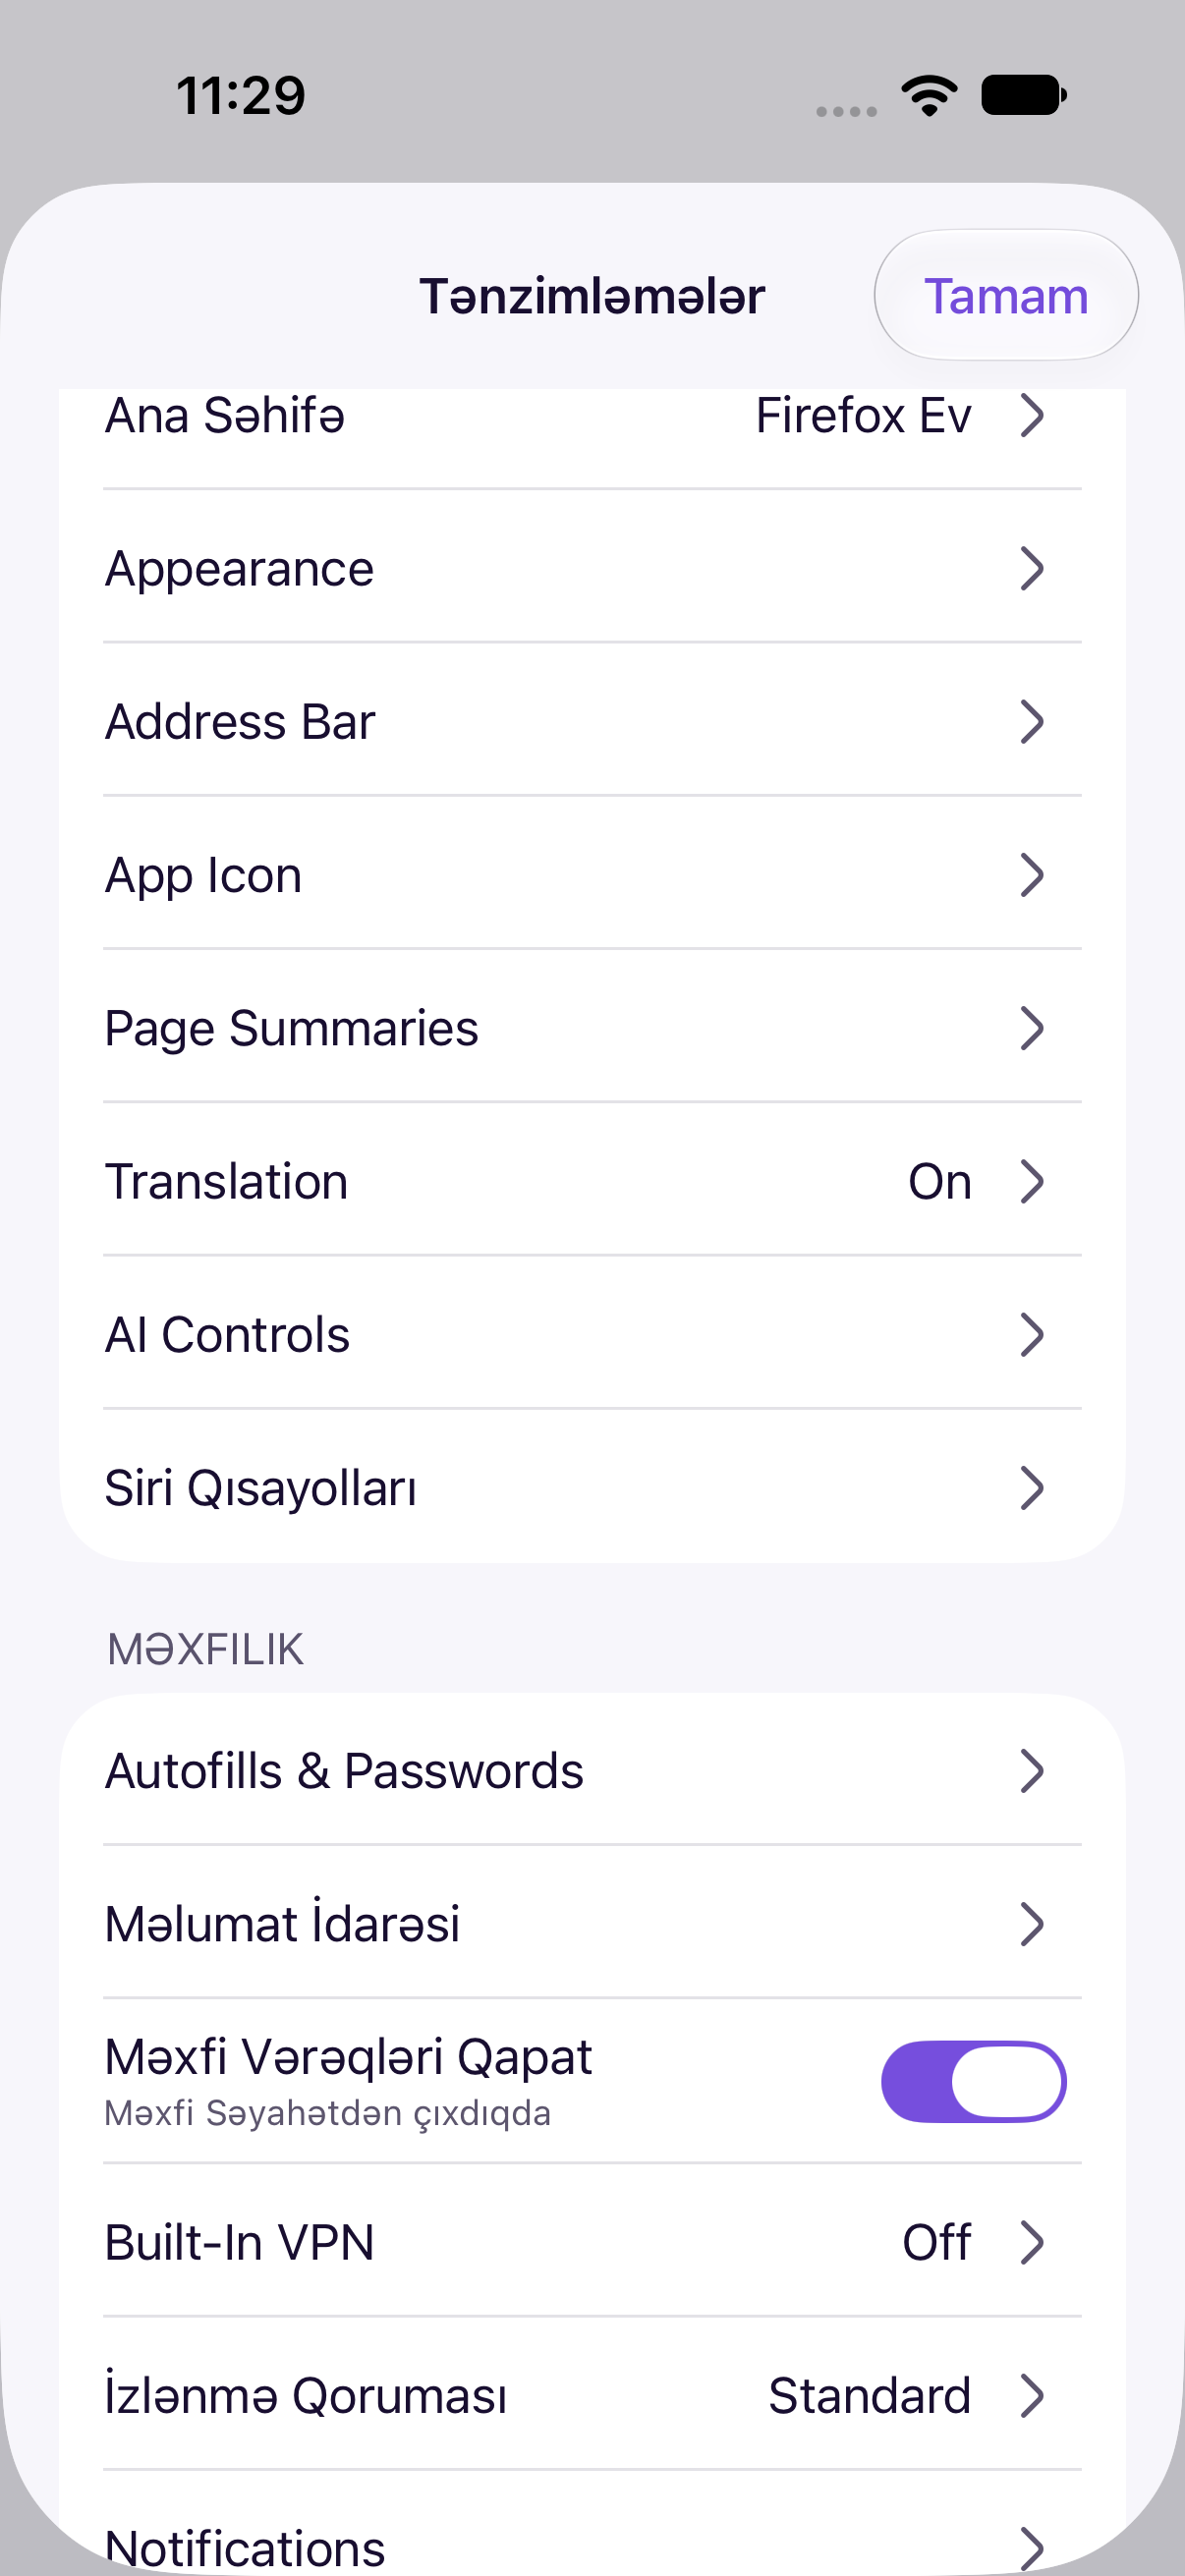 11:29
Tənzimləmələr
Tamam
Ana Səhifə Firefox Ev
Appearance
Address Bar
App Icon
Page Summaries
Translation On
AI Controls
Siri Qısayolları
MƏXFILIK
Autofills & Passwords
Məlumat İdarəsi
Məxfi Vərəqləri Qapat
Məxfi Səyahətdən çıxdıqda
Built-In VPN Off
İzlənmə Qoruması Standard
Notifications